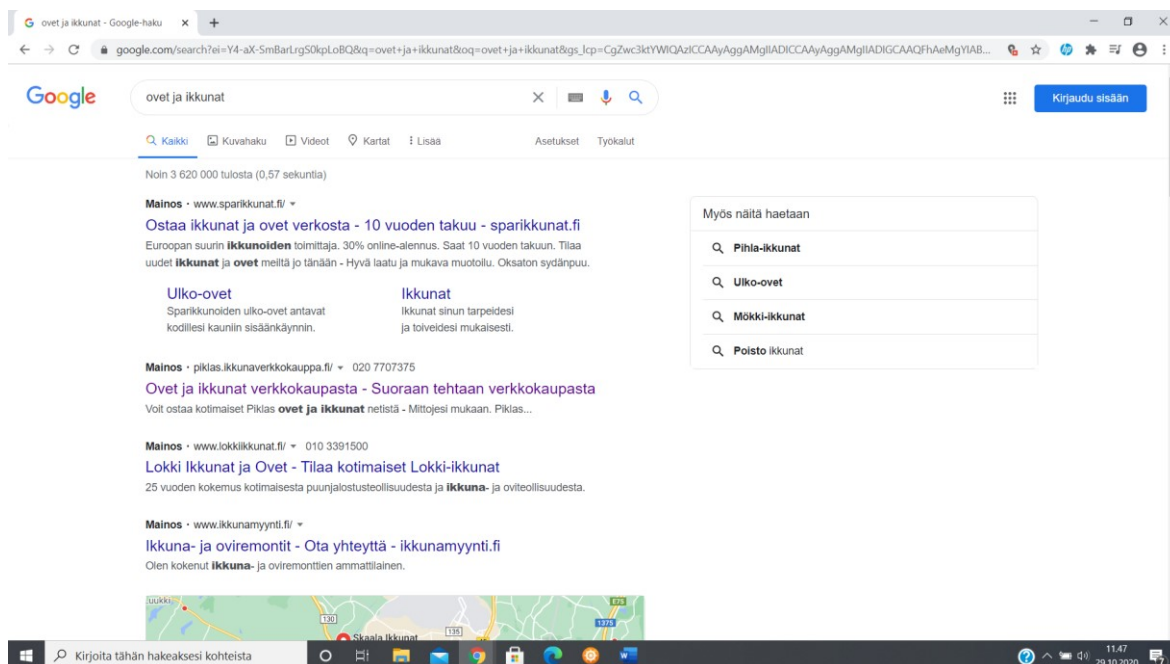 ovet ja ikkunat - Google-haku
google.com/search?ei=Y4-aX-SmBarLrgS0kpLoBQ&q=ovet+ja+ikkunat&oq=ovet+ja+ikkunat&gs_lcp=CgZwc3ktYWIQAzICCAAyAggAMgIIADICCAAyAggAMgIIADIGCAAQFhAeMgYIAB...
Google
ovet ja ikkunat
Kirjaudu sisään
Kaikki Kuvahaku Videot Kartat Lisää Asetukset Työkalut
Noin 3 620 000 tulosta (0,57 sekuntia)
Mainos · www.sparikkunat.fi/
Ostaa ikkunat ja ovet verkosta - 10 vuoden takuu - sparikkunat.fi
Euroopan suurin ikkunoiden toimittaja. 30% online-alennus. Saat 10 vuoden takuun. Tilaa
uudet ikkunat ja ovet meiltä jo tänään - Hyvä laatu ja mukava muotoilu. Oksaton sydänpuu.
Ulko-ovet
Sparikkunoiden ulko-ovet antavat
kodillesi kauniin sisäänkäynnin.
Ikkunat
Ikkunat sinun tarpeidesi
ja toiveidesi mukaisesti.
Mainos · piklas.ikkunaverkkokauppa.fi/ 020 7707375
Ovet ja ikkunat verkkokaupasta - Suoraan tehtaan verkkokaupasta
Voit ostaa kotimaiset Piklas ovet ja ikkunat netistä - Mittojesi mukaan. Piklas...
Mainos · www.lokkiikkunat.fi/ 010 3391500
Lokki Ikkunat ja Ovet - Tilaa kotimaiset Lokki-ikkunat
25 vuoden kokemus kotimaisesta puunjalostusteollisuudesta ja ikkuna- ja oviteollisuudesta.
Mainos · www.ikkunamyynti.fi/
Ikkuna- ja oviremontit - Ota yhteyttä - ikkunamyynti.fi
Olen kokenut ikkuna- ja oviremonttien ammattilainen.
Myös näitä haetaan
Pihla-ikkunat
Ulko-ovet
Mökki-ikkunat
Poisto ikkunat
E75
130
135
1375
Skaala Ikkunat
Kirjoita tähän hakeaksesi kohteista
11.47
29.10.2020